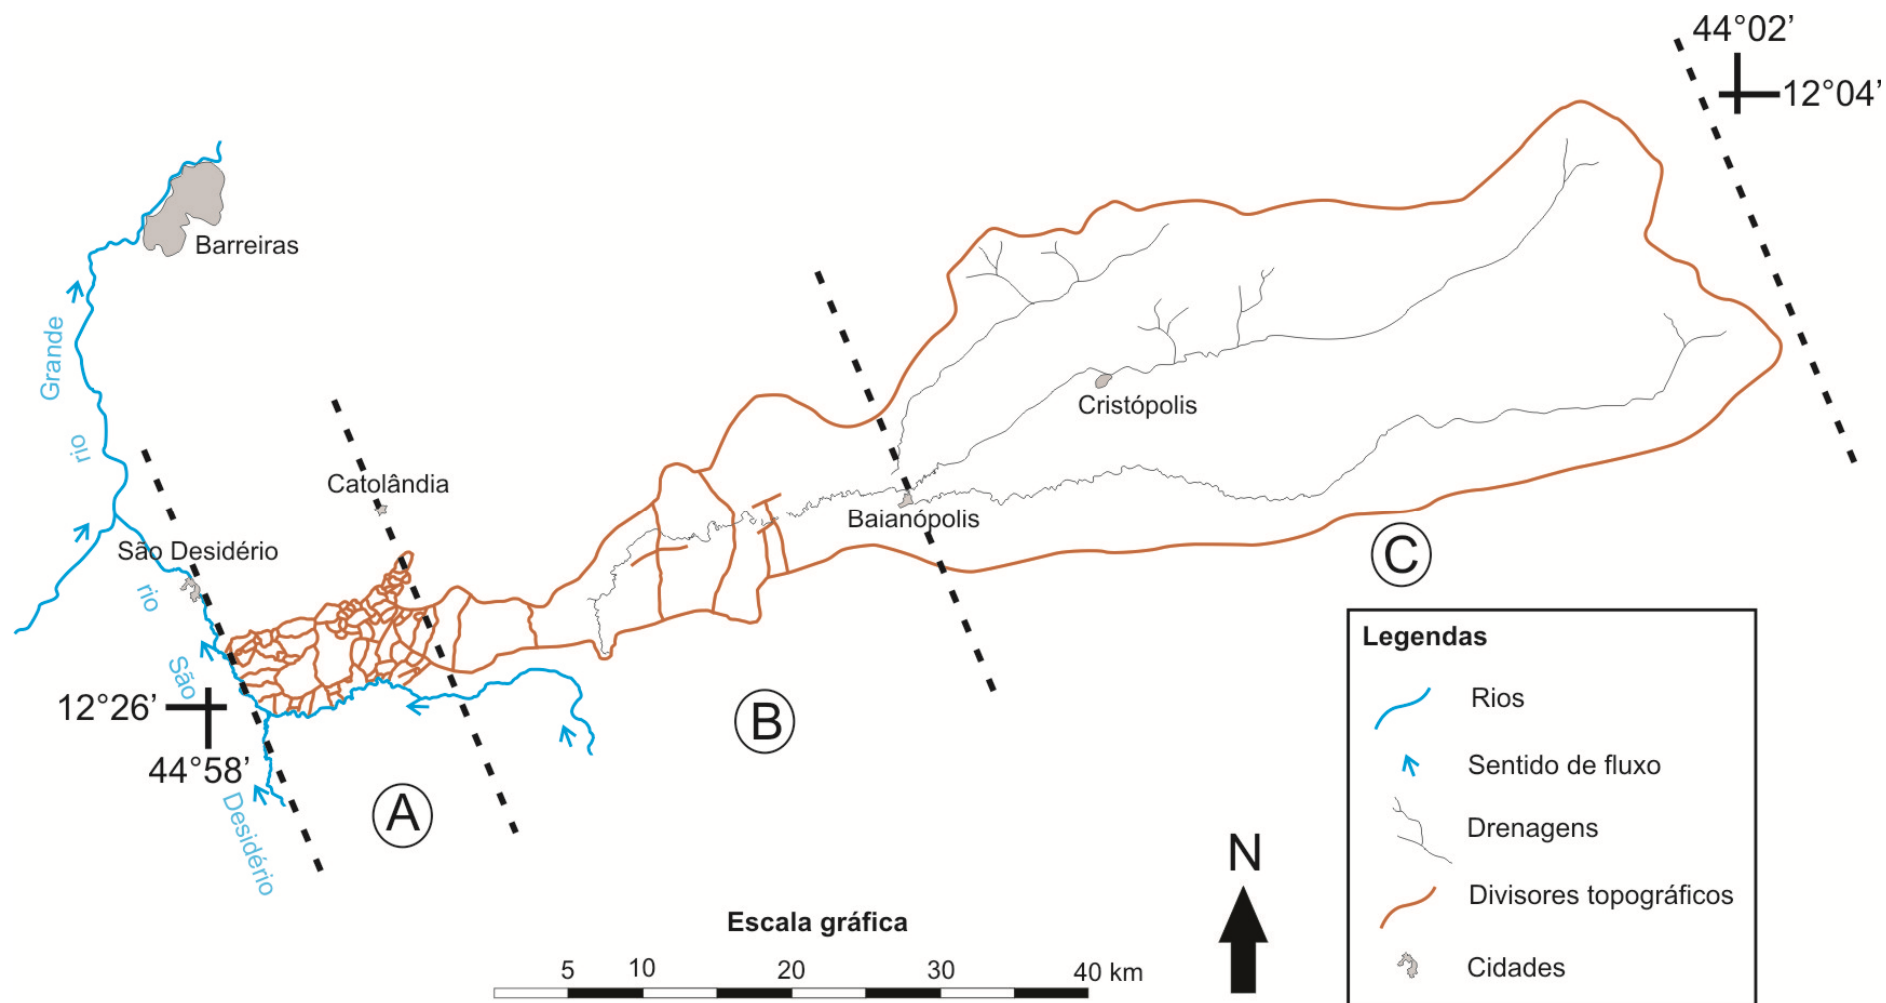 44°02’
12°04’
Barreiras
Grande
rio
Cristópolis
Catolândia
Baianópolis
São Desidério
C
rio
São
12°26’
44°58’
B
A
Desidério
N
Escala gráfica
5 10 20 30 40 km
Legendas
Rios
Sentido de fluxo
Drenagens
Divisores topográficos
Cidades